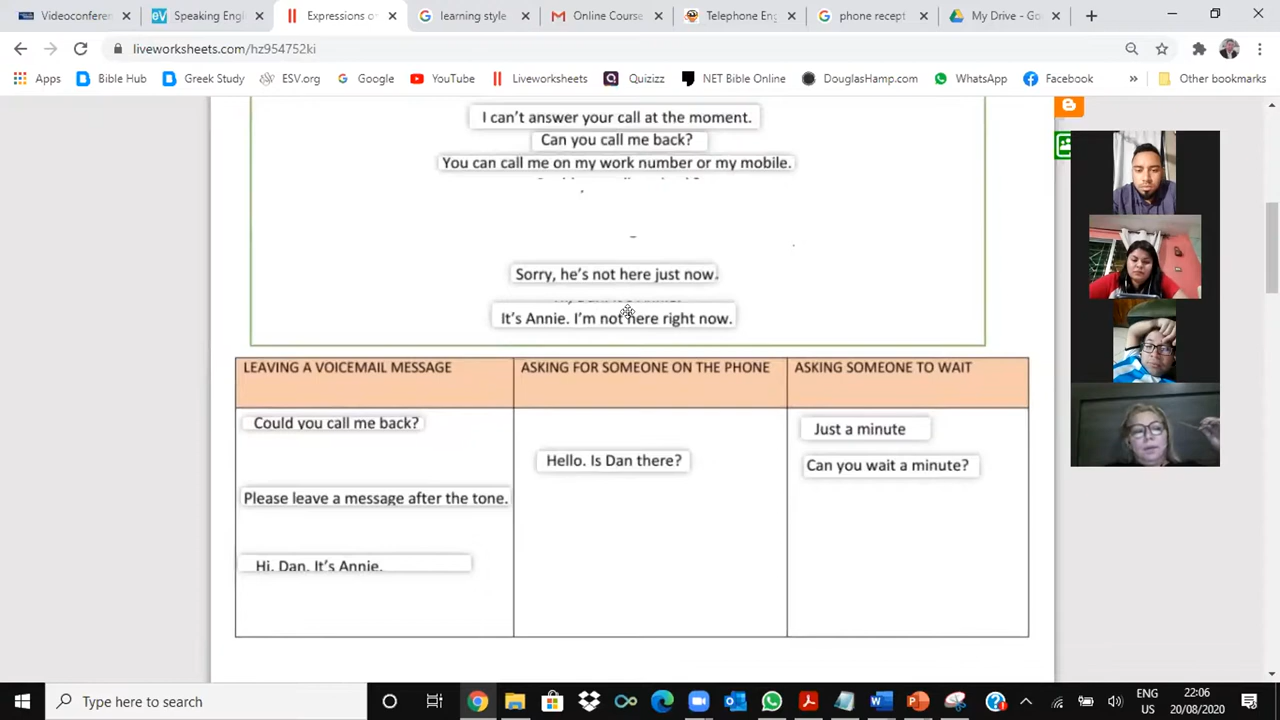 Videoconferen
Speaking Engl
Expressions o
learning style
Online Course
Telephone En
phone recept
My Drive - Go
liveworksheets.com/hz954752ki
Apps
Bible Hub
Greek Study
ESV.org
Google
YouTube
Liveworksheets
Quizizz
NET Bible Online
DouglasHamp.com
WhatsApp
Facebook
Other bookmarks
I can't answer your call at the moment.
Can you call me back?
You can call me on my work number or my mobile.
Sorry, he's not here just now.
It's Annie. I'm not here right now.
LEAVING A VOICEMAIL MESSAGE
ASKING FOR SOMEONE ON THE PHONE
ASKING SOMEONE TO WAIT
Could you call me back?
Just a minute
Hello. Is Dan there?
Can you wait a minute?
Please leave a message after the tone.
Hi, Dan. It's Annie.
Type here to search
ENG
US
22:06
20/08/2020